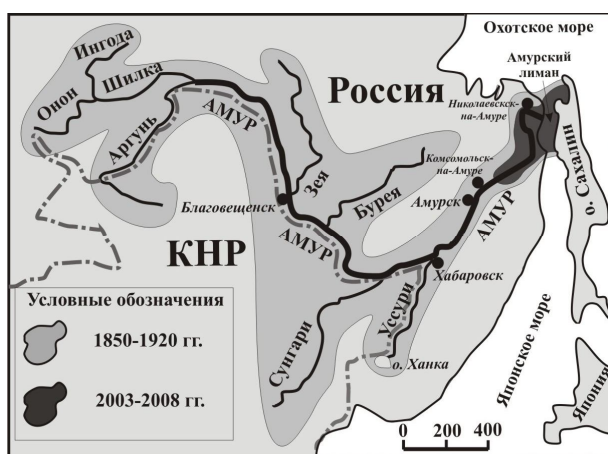 Охотское море
Амурский
лиман
Ингода
Шилка
Онон
Россия
Николаевскск-
на-Амуре
АМУР
Аргунь
о. Сахалин
Комсомольск-
на-Амуре
Зея
Бурея
Благовещенск
Амурск
АМУР
АМУР
КНР
Хабаровск
Условные обозначения
Уссури
1850-1920 гг.
Сунгари
о. Ханка
Японское море
Япония
2003-2008 гг.
0 200 400